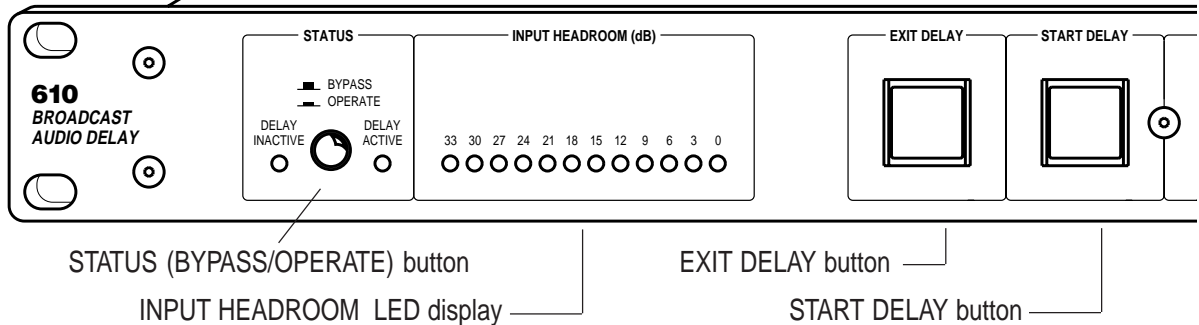 STATUS
INPUT HEADROOM (dB)
EXIT DELAY
START DELAY
610
BROADCAST
AUDIO DELAY
BYPASS
OPERATE
DELAY
INACTIVE
DELAY
ACTIVE
33 30 27 24 21 18 15 12 9 6 3 0
STATUS (BYPASS/OPERATE) button
EXIT DELAY button
INPUT HEADROOM LED display
START DELAY button